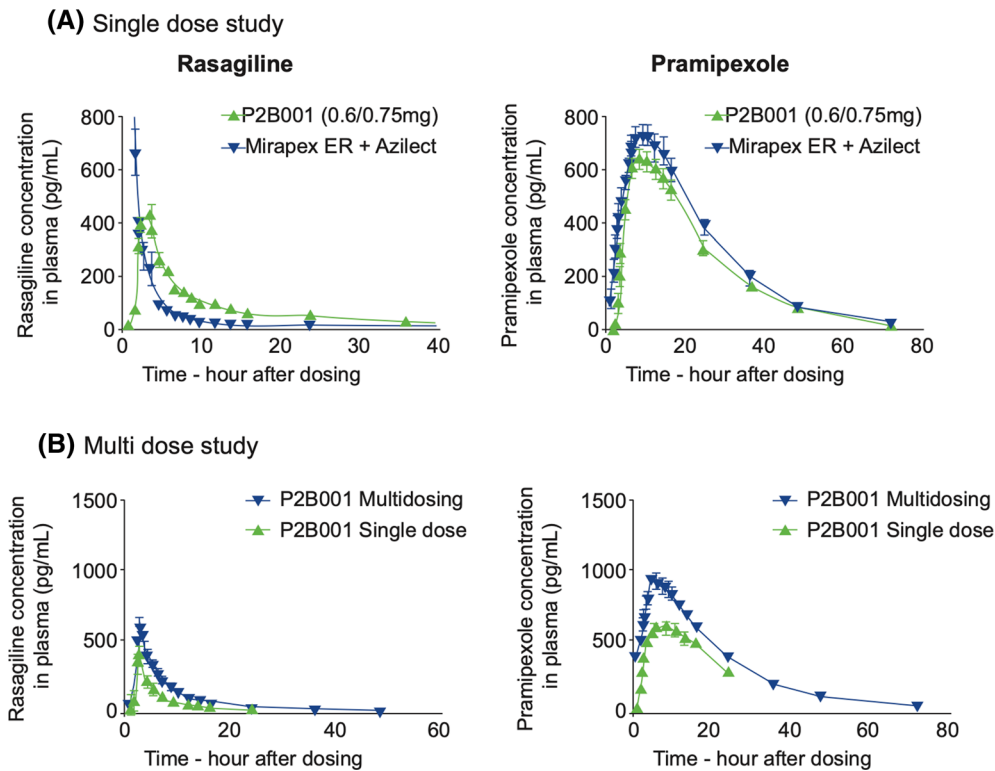 (A) Single dose study
Rasagiline
Rasagiline concentration
in plasma (pg/mL)
800
600
400
200
0
P2B001 (0.6/0.75mg)
Mirapex ER + Azilect
0 10 20 30 40
Time - hour after dosing
Pramipexole
Pramipexole concentration
in plasma (pg/mL)
800
600
400
200
0
P2B001 (0.6/0.75mg)
Mirapex ER + Azilect
0 20 40 60 80
Time - hour after dosing
(B) Multi dose study
Rasagiline concentration
in plasma (pg/mL)
1500
1000
500
0
P2B001 Multidosing
P2B001 Single dose
0 20 40 60
Time - hour after dosing
Pramipexole concentration
in plasma (pg/mL)
1500
1000
500
0
P2B001 Multidosing
P2B001 Single dose
0 20 40 60 80
Time - hour after dosing